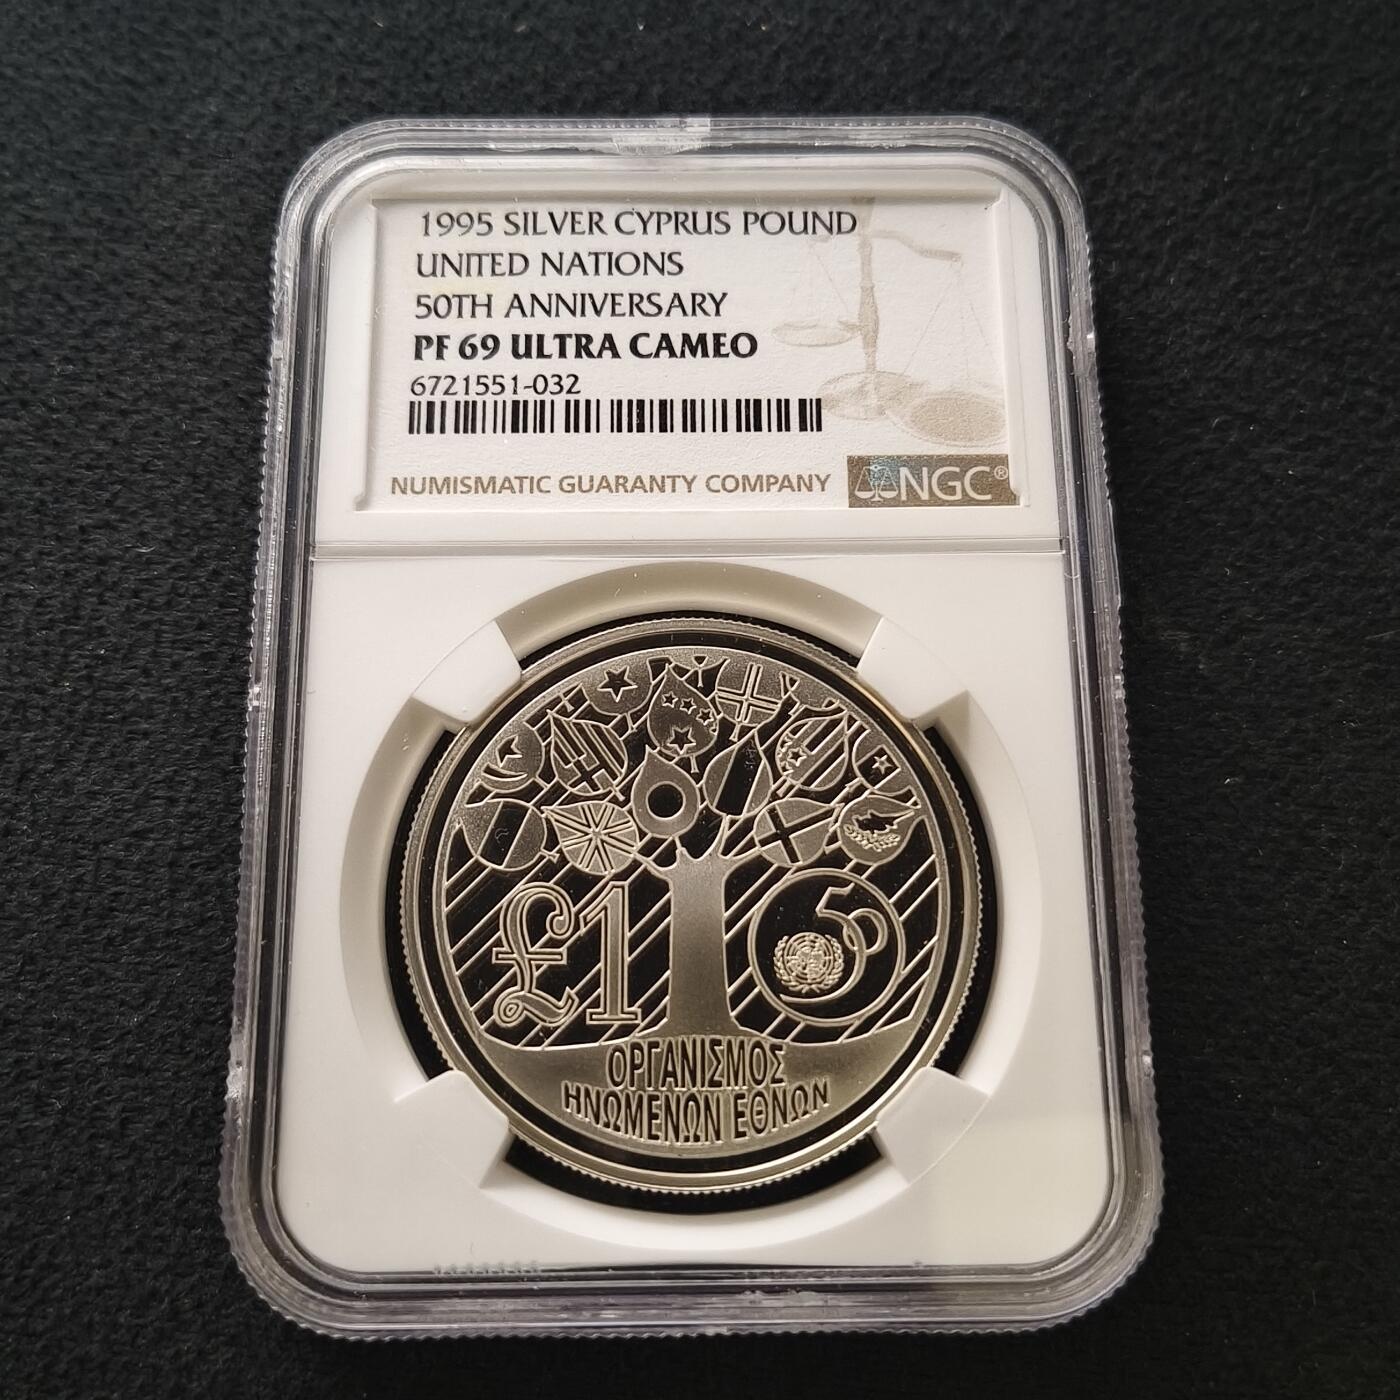 1995 SILVER CYPRUS POUND
UNITED NATIONS
50TH ANNIVERSARY
PF 69 ULTRA CAMEO
6721551-032
NUMISMATIC GUARANTY COMPANY
NGC®
£1
50
ΟΡΓΑΝΙΣΜΟΣ
ΗΝΩΜΕΝΩΝ ΕΘΝΩΝ